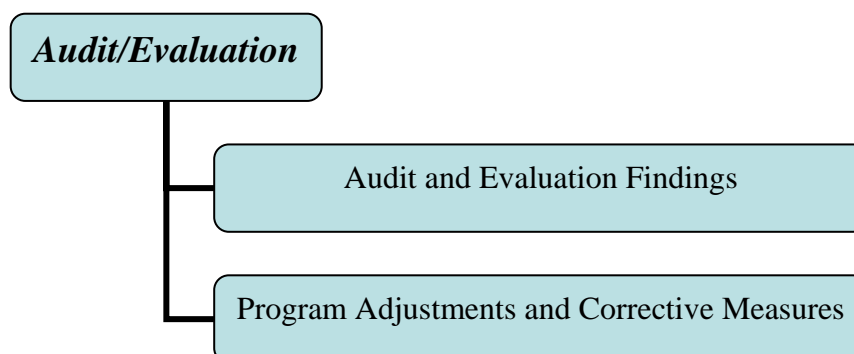 Audit/Evaluation
Audit and Evaluation Findings
Program Adjustments and Corrective Measures